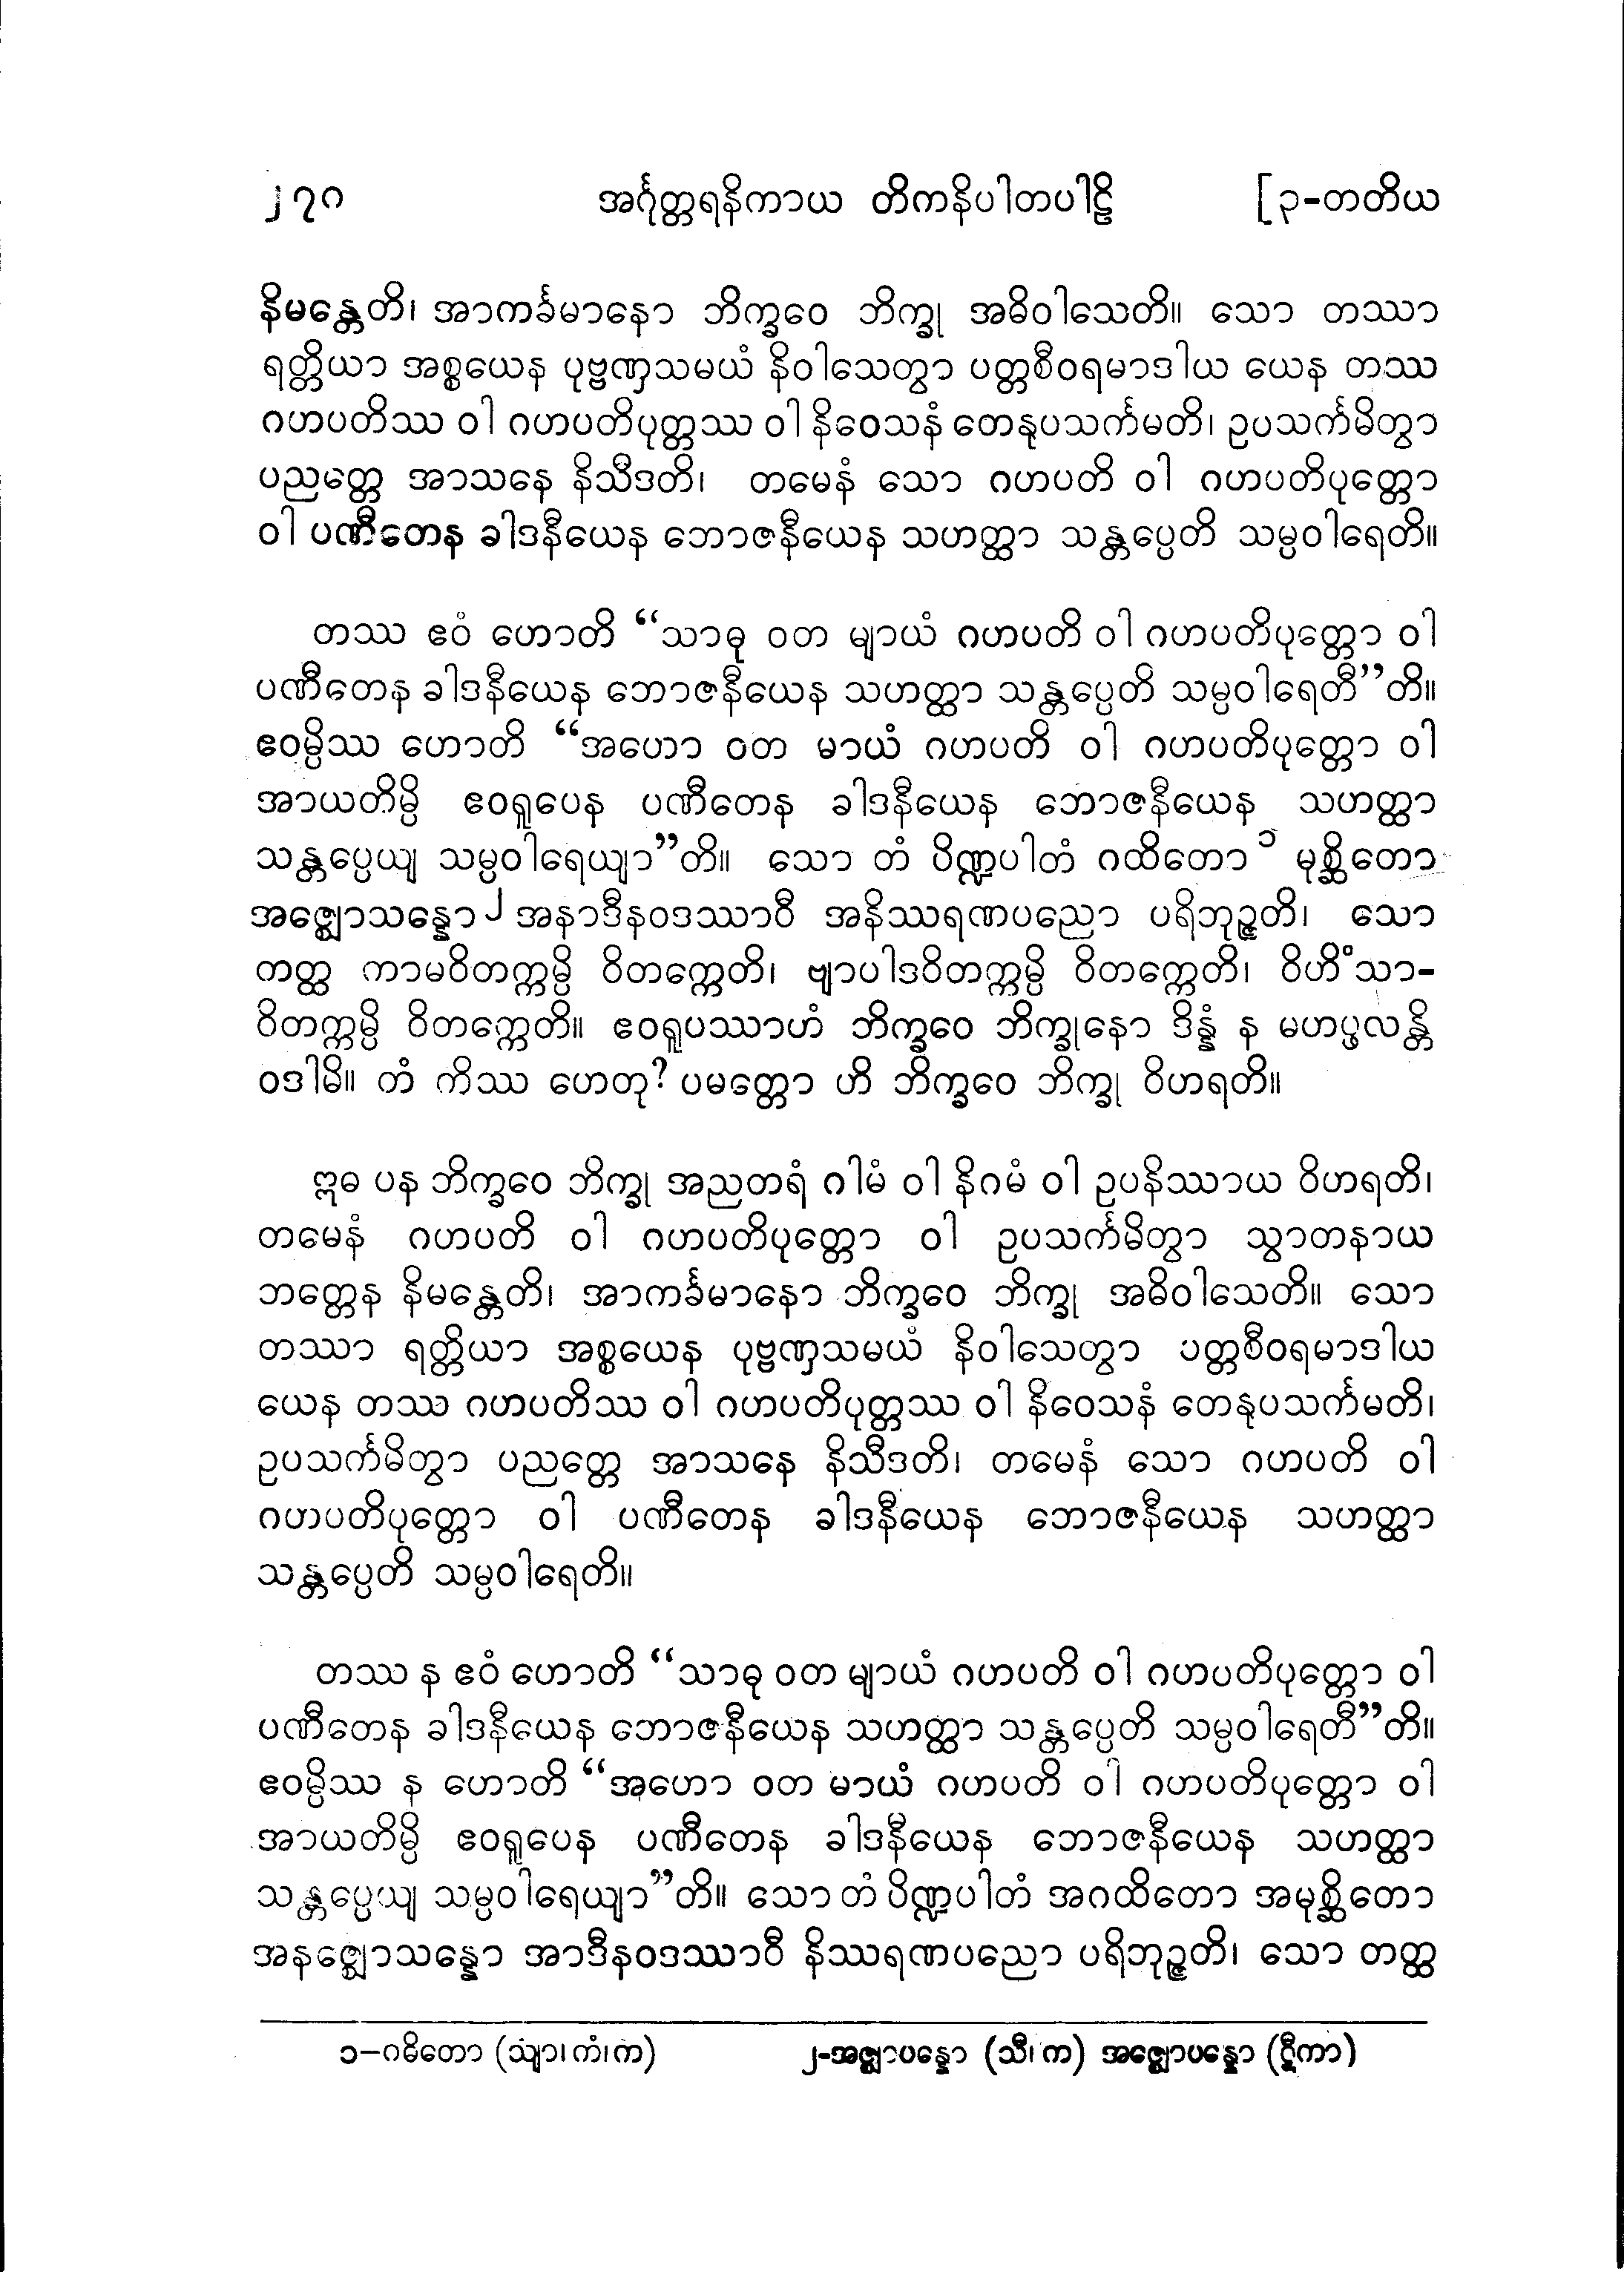 ၂၇၀ အင်္ဂုတ္တရနိကာယ တိကနိပါတပါဠိ [ ၃-တတိယ
နိမန္တေတိ၊ အာကင်္ခမာနော ဘိက္ခဝေ ဘိက္ခု အဓိဝါသေတိ။ သော တဿာ
ရတ္တိယာ အစ္စယေန ပုဗ္ဗဏှသမယံ နိဝါသေတွာ ပတ္တစီဝရမာဒါယ ယေန တဿ
ဂဟပတိဿ ဝါ ဂဟပတိပုတ္တဿ ဝါ နိဝေသနံ တေနုပသင်္ကမတိ၊ ဥပသင်္ကမိတွာ
ပညတ္တေ အာသနေ နိသီဒတိ၊ တမေနံ သော ဂဟပတိ ဝါ ဂဟပတိပုတ္တော
ဝါ ပဏီတေန ခါဒနီယေန ဘောဇနီယေန သဟတ္ထာ သန္တပ္ပေတိ သမ္ပဝါရေတိ။
တဿ ဧဝံ ဟောတိ “သာဓု ဝတ မျာယံ ဂဟပတိ ဝါ ဂဟပတိပုတ္တော ဝါ
ပဏီတေန ခါဒနီယေန ဘောဇနီယေန သဟတ္ထာ သန္တပ္ပေတိ သမ္ပဝါရေတီ”တိ။
ဧဝမ္ပိဿ ဟောတိ “အဟော ဝတ မာယံ ဂဟပတိ ဝါ ဂဟပတိပုတ္တော ဝါ
အာယတိမ္ပိ ဧဝရူပေန ပဏီတေန ခါဒနီယေန ဘောဇနီယေန သဟတ္ထာ
သန္တပ္ပေယျ သမ္ပဝါရေယျာ”တိ။ သော တံ ပိဏ္ဍပါတံ ဂထိတော ၁ မုစ္ဆိတော
အဇ္ဈောသန္နော ၂ အနာဒီနဝဒဿာဝီ အနိဿရဏပညော ပရိဘုဉ္ဇတိ၊ သော
တတ္ထ ကာမဝိတက္ကမ္ပိ ဝိတက္ကေတိ၊ ဗျာပါဒဝိတက္ကမ္ပိ ဝိတက္ကေတိ၊ ဝိဟိံသာ-
ဝိတက္ကမ္ပိ ဝိတက္ကေတိ။ ဧဝရူပဿာဟံ ဘိက္ခဝေ ဘိက္ခုနော ဒိန္နံ န မဟပ္ဖလန္တိ
ဝဒါမိ။ တံ ကိဿ ဟေတု? ပမတ္တော ဟိ ဘိက္ခဝေ ဘိက္ခု ဝိဟရတိ။
ဣဓ ပန ဘိက္ခဝေ ဘိက္ခု အညတရံ ဂါမံ ဝါ နိဂမံ ဝါ ဥပနိဿာယ ဝိဟရတိ၊
တမေနံ ဂဟပတိ ဝါ ဂဟပတိပုတ္တော ဝါ ဥပသင်္ကမိတွာ သွာတနာယ
ဘတ္တေန နိမန္တေတိ၊ အာကင်္ခမာနော ဘိက္ခဝေ ဘိက္ခု အဓိဝါသေတိ။ သော
တဿာ ရတ္တိယာ အစ္စယေန ပုဗ္ဗဏှသမယံ နိဝါသေတွာ ပတ္တစီဝရမာဒါယ
ယေန တဿ ဂဟပတိဿ ဝါ ဂဟပတိပုတ္တဿ ဝါ နိဝေသနံ တေနုပသင်္ကမတိ၊
ဥပသင်္ကမိတွာ ပညတ္တေ အာသနေ နိသီဒတိ၊ တမေနံ သော ဂဟပတိ ဝါ
ဂဟပတိပုတ္တော ဝါ ပဏီတေန ခါဒနီယေန ဘောဇနီယေန သဟတ္ထာ
သန္တပ္ပေတိ သမ္ပဝါရေတိ။
တဿ န ဧဝံ ဟောတိ “သာဓု ဝတ မျာယံ ဂဟပတိ ဝါ ဂဟပတိပုတ္တော ဝါ
ပဏီတေန ခါဒနီယေန ဘောဇနီယေန သဟတ္ထာ သန္တပ္ပေတိ သမ္ပဝါရေတီ”တိ။
ဧဝမ္ပိဿ န ဟောတိ “အဟော ဝတ မာယံ ဂဟပတိ ဝါ ဂဟပတိပုတ္တော ဝါ
အာယတိမ္ပိ ဧဝရူပေန ပဏီတေန ခါဒနီယေန ဘောဇနီယေန သဟတ္ထာ
သန္တပ္ပေယျ သမ္ပဝါရေယျာ”တိ။ သော တံ ပိဏ္ဍပါတံ အဂထိတော အမုစ္ဆိတော
အနဇ္ဈောသန္နော အာဒီနဝဒဿာဝီ နိဿရဏပညော ပရိဘုဉ္ဇတိ၊ သော တတ္ထ
၁-ဂဓိတော (သျာ၊ ကံ၊ က) ၂-အဇ္ဈာပန္နော (သီ၊ က) အဇ္ဈောပန္နော (ဋီကာ)